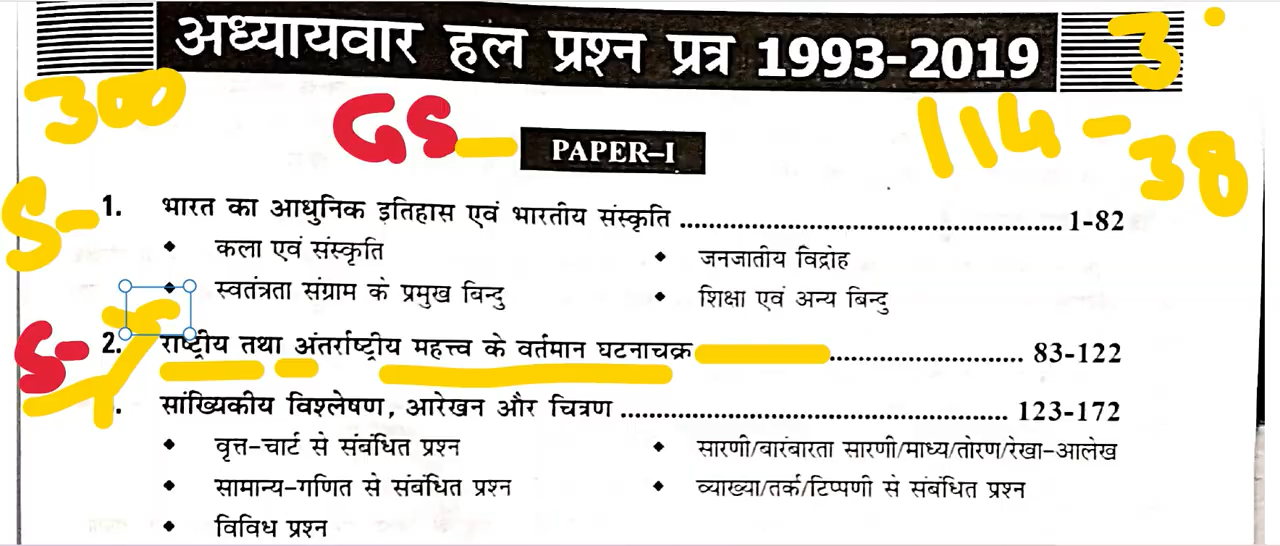 अध्यायवार हल प्रश्न पत्र 1993-2019
3
300
GS-
PAPER-I
114-
38
S- 1. भारत का आधुनिक इतिहास एवं भारतीय संस्कृति ........ 1-82
◆ कला एवं संस्कृति ◆ जनजातीय विद्रोह
◆ स्वतंत्रता संग्राम के प्रमुख बिन्दु ◆ शिक्षा एवं अन्य बिन्दु
S- 2. राष्ट्रीय तथा अंतर्राष्ट्रीय महत्त्व के वर्तमान घटनाचक्र ........ 83-122
सांख्यिकीय विश्लेषण, आरेखन और चित्रण ........ 123-172
◆ वृत्त-चार्ट से संबंधित प्रश्न ◆ सारणी/बारंबारता सारणी/माध्य/तोरण/रेखा-आलेख
◆ सामान्य-गणित से संबंधित प्रश्न ◆ व्याख्या/तर्क/टिप्पणी से संबंधित प्रश्न
◆ विविध प्रश्न